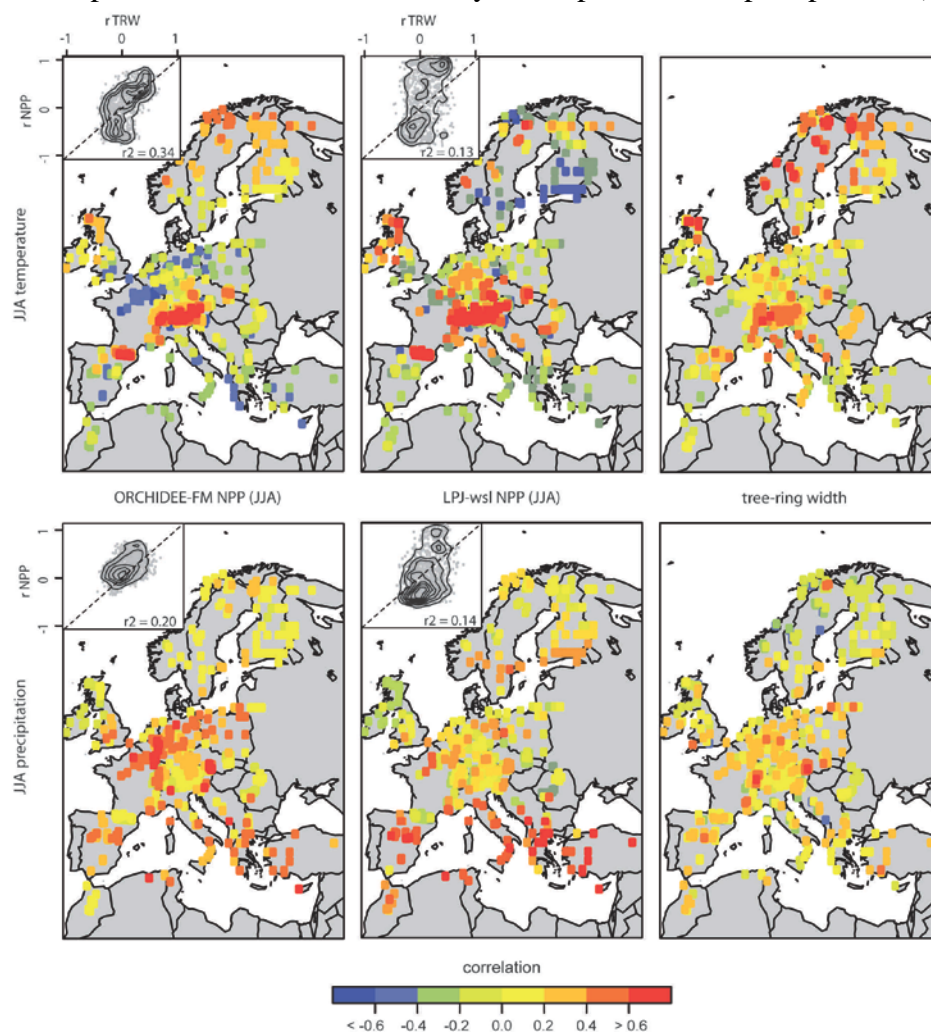 r TRW
r TRW
-1 0 1
-1 0 1
1
0
-1
r NPP
r2 = 0.34
r2 = 0.13
JJA temperature
ORCHIDEE-FM NPP (JJA)
LPJ-wsl NPP (JJA)
tree-ring width
1
0
-1
r NPP
r2 = 0.20
r2 = 0.14
JJA precipitation
correlation
< -0.6 -0.4 -0.2 0.0 0.2 0.4 > 0.6